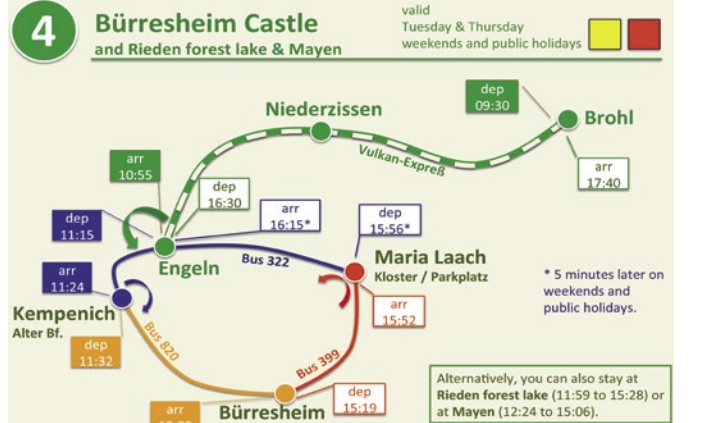 4
Bürresheim Castle
and Rieden forest lake & Mayen
valid
Tuesday & Thursday
weekends and public holidays
dep
09:30
Brohl
Niederzissen
Vulkan-Expreß
arr
17:40
arr
10:55
dep
16:30
arr
16:15*
dep
15:56*
dep
11:15
Engeln
Bus 322
Maria Laach
Kloster / Parkplatz
arr
11:24
* 5 minutes later on
weekends and
public holidays.
Kempenich
Alter Bf.
arr
15:52
dep
11:32
Bus 820
Bus 399
Alternatively, you can also stay at
Rieden forest lake (11:59 to 15:28) or
at Mayen (12:24 to 15:06).
arr
Bürresheim
dep
15:19